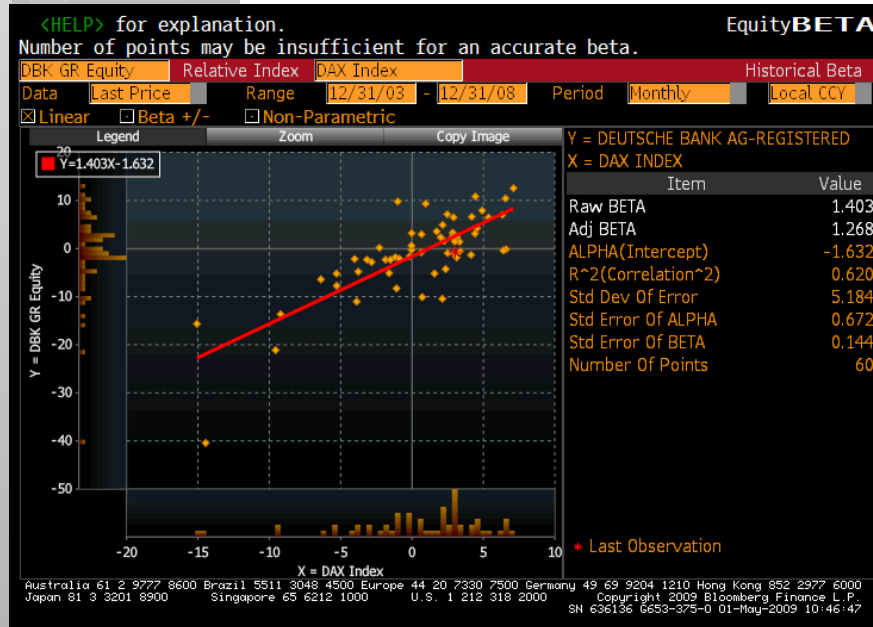 <HELP> for explanation. EquityBETA
Number of points may be insufficient for an accurate beta.
DBK GR Equity Relative Index DAX Index Historical Beta
Data Last Price Range 12/31/03 - 12/31/08 Period Monthly Local CCY
Linear Beta +/- Non-Parametric
Legend Zoom Copy Image
Y = DEUTSCHE BANK AG-REGISTERED
X = DAX INDEX
Item Value
Raw BETA 1.403
Adj BETA 1.268
ALPHA(Intercept) -1.632
R^2(Correlation^2) 0.620
Std Dev Of Error 5.184
Std Error Of ALPHA 0.672
Std Error Of BETA 0.144
Number Of Points 60
* Last Observation
Y=1.403X-1.632
20
10
0
-10
-20
-30
-40
-50
Y = DBK GR Equity
-20 -15 -10 -5 0 5 10
X = DAX Index
Australia 61 2 9777 8600 Brazil 5511 3048 4500 Europe 44 20 7330 7500 Germany 49 69 9204 1210 Hong Kong 852 2977 6000
Japan 81 3 3201 8900 Singapore 65 6212 1000 U.S. 1 212 318 2000 Copyright 2009 Bloomberg Finance L.P.
SN 636136 G653-375-0 01-May-2009 10:46:47